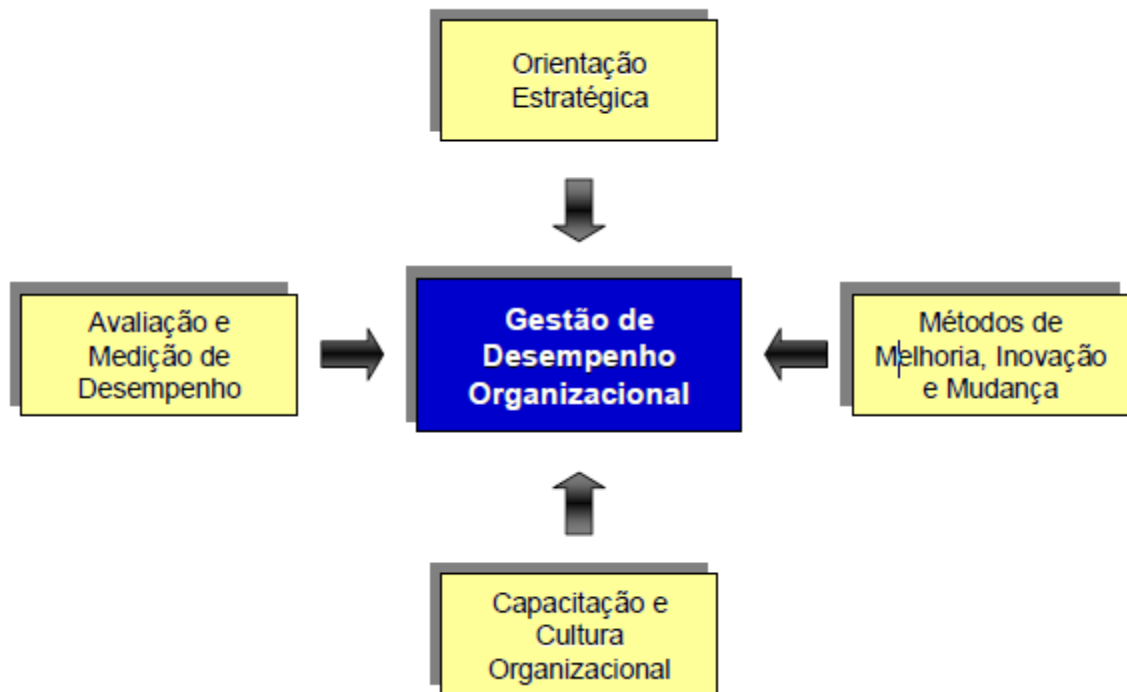 Orientação
Estratégica
Avaliação e
Medição de
Desempenho
Gestão de
Desempenho
Organizacional
Métodos de
Melhoria, Inovação
e Mudança
Capacitação e
Cultura
Organizacional